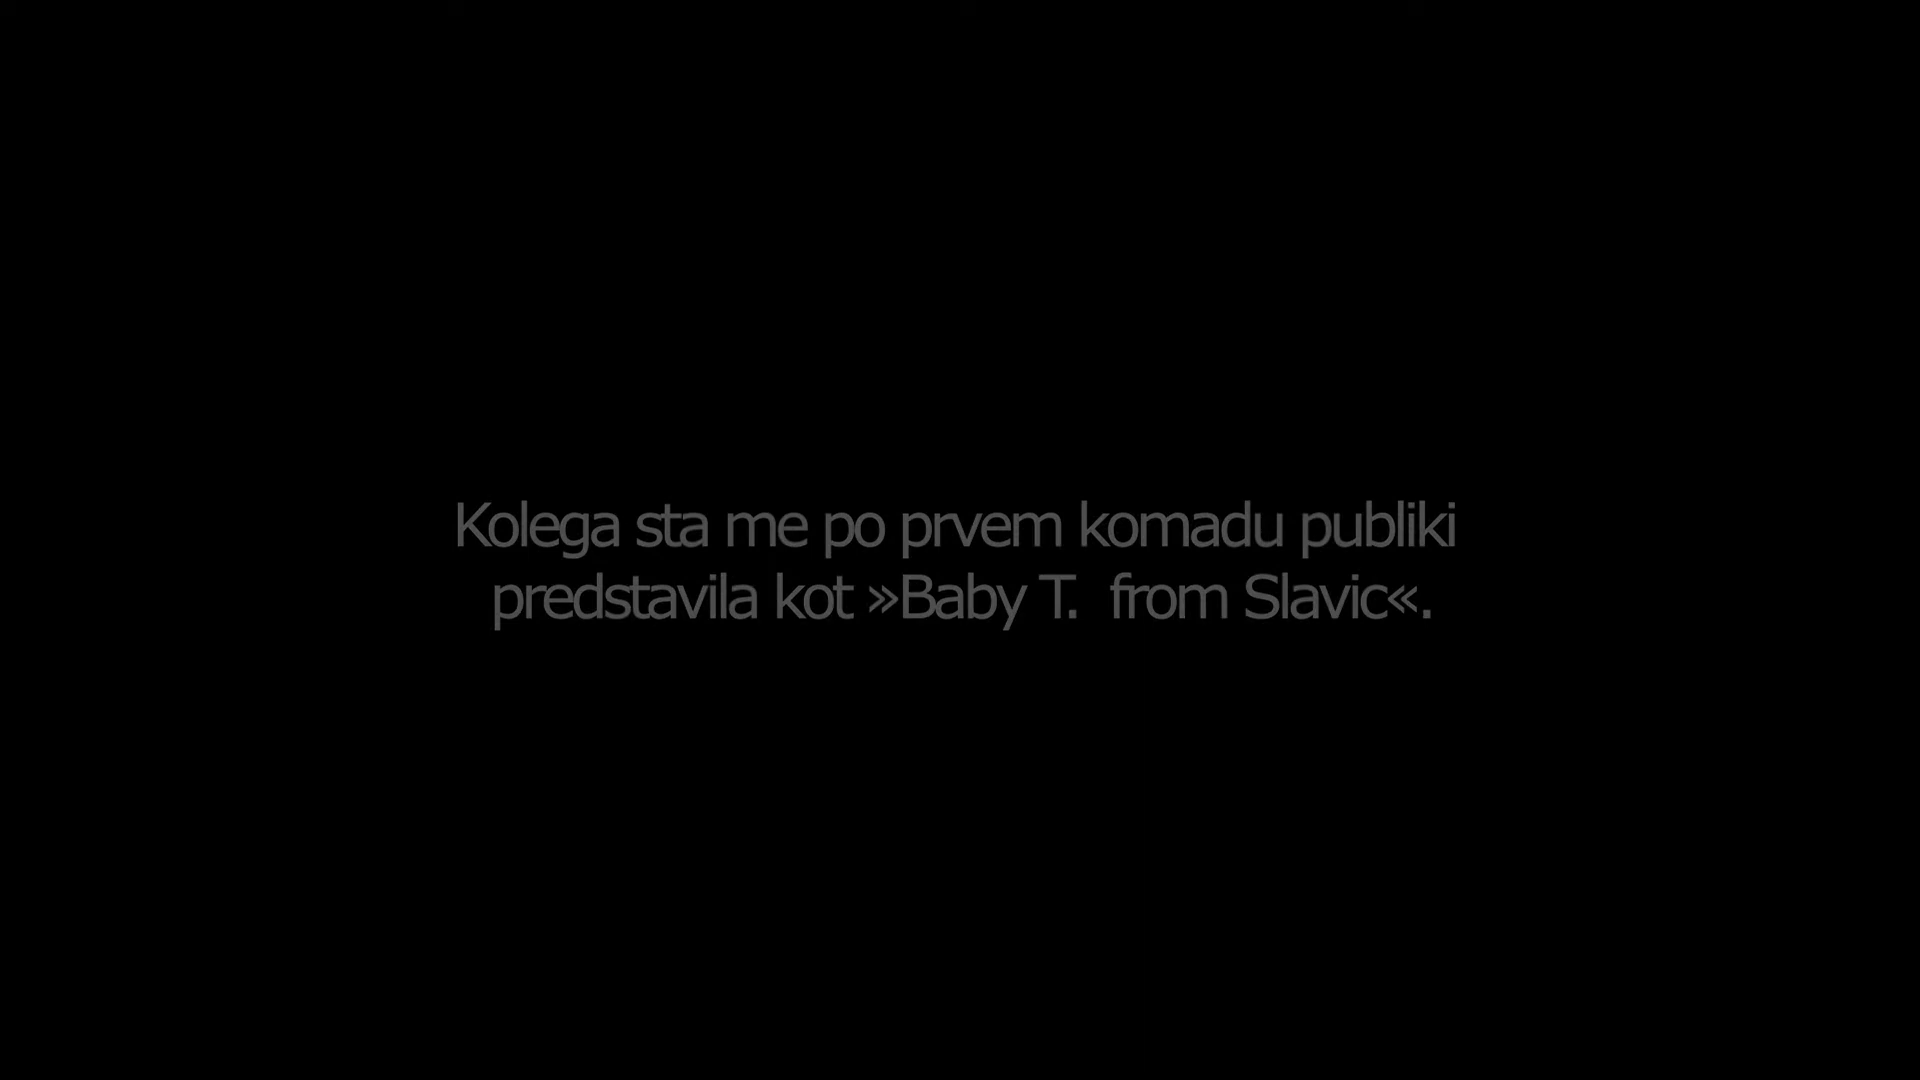 Kolega sta me po prvem komadu publiki
predstavila kot »Baby T.  from Slavic«.